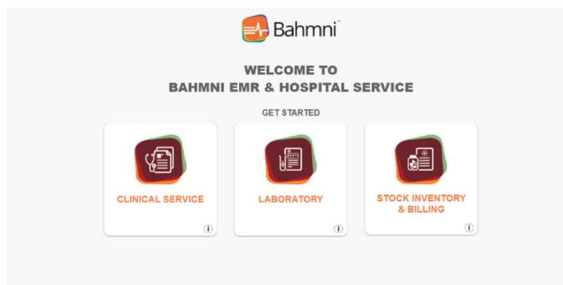 Bahmni
WELCOME TO
BAHMNI EMR & HOSPITAL SERVICE
GET STARTED
CLINICAL SERVICE
LABORATORY
STOCK INVENTORY
& BILLING